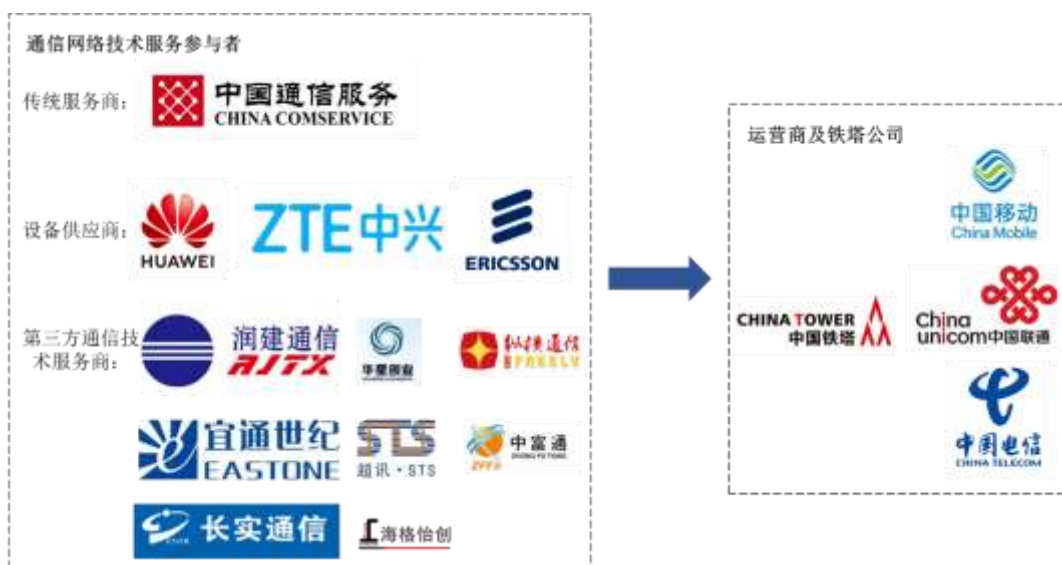 通信网络技术服务参与者
传统服务商：
中国通信服务
CHINA COMSERVICE
设备供应商：
HUAWEI
ZTE中兴
ERICSSON
第三方通信技
术服务商：
润建通信
RJTX
华星创业
纵横通信
宜通世纪
EASTONE
STS
超讯·STS
中富通
长实通信
海格怡创
运营商及铁塔公司
中国移动
China Mobile
CHINA TOWER
中国铁塔
China
unicom中国联通
中国电信
CHINA TELECOM